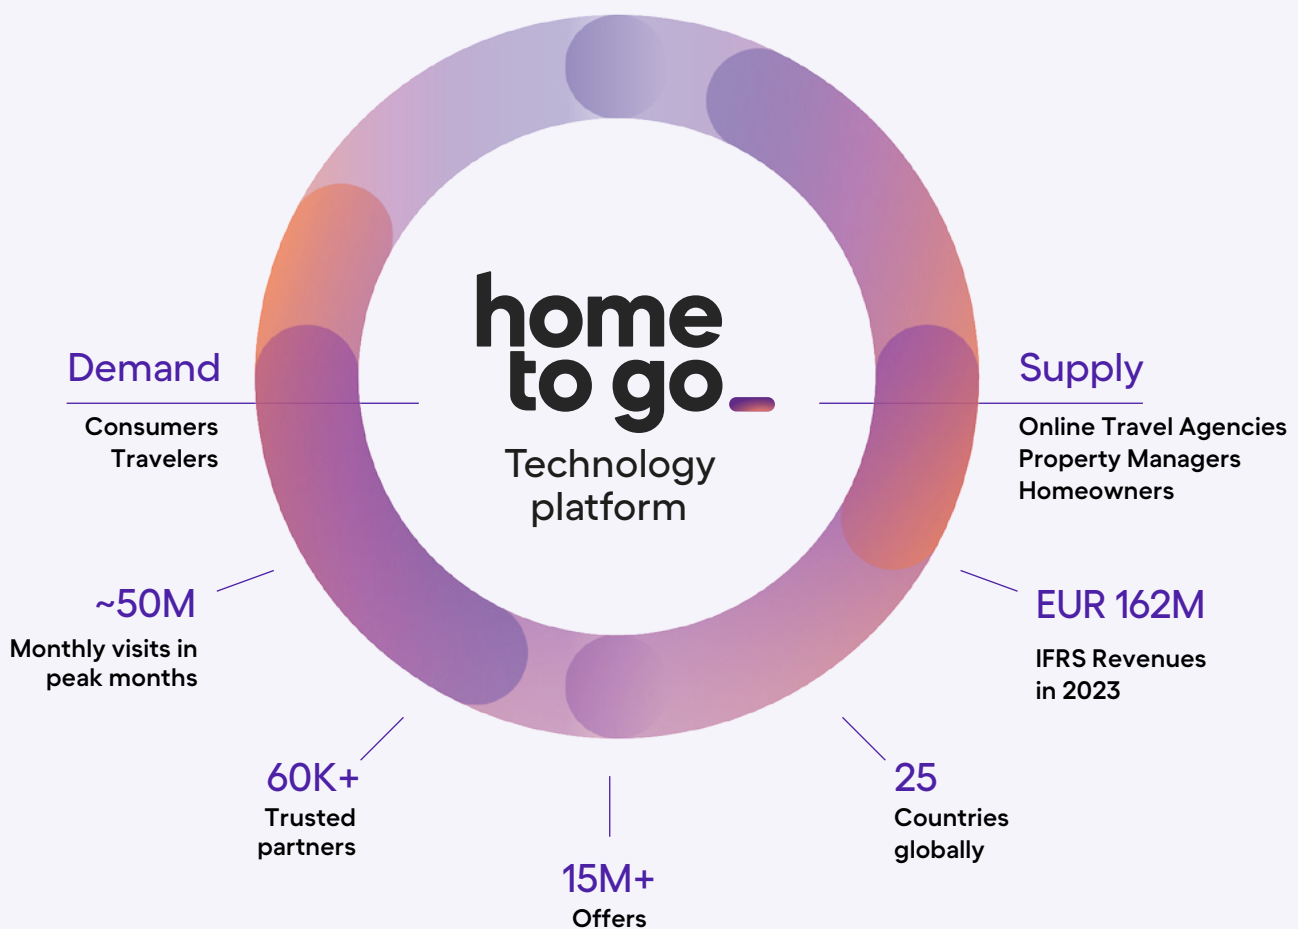 home
to go_
Technology
platform
Demand
Consumers
Travelers
Supply
Online Travel Agencies
Property Managers
Homeowners
~50M
Monthly visits in
peak months
EUR 162M
IFRS Revenues
in 2023
60K+
Trusted
partners
25
Countries
globally
15M+
Offers